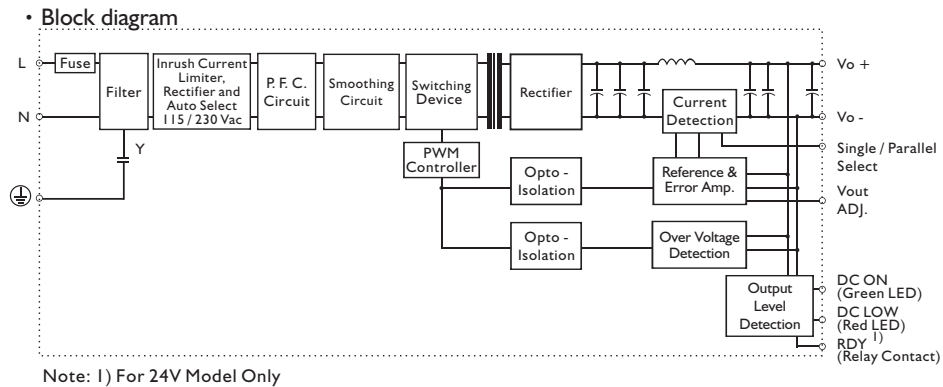 • Block diagram
L
Fuse
Filter
Inrush Current
Limiter,
Rectifier and
Auto Select
115 / 230 Vac
P. F. C.
Circuit
Smoothing
Circuit
Switching
Device
Rectifier
Current
Detection
Vo +
N
Vo -
Y
PWM
Controller
Opto -
Isolation
Reference &
Error Amp.
Single / Parallel
Select
Vout
ADJ.
Opto -
Isolation
Over Voltage
Detection
Output
Level
Detection
DC ON
(Green LED)
DC LOW
(Red LED)
RDY 1)
(Relay Contact)
Note: 1) For 24V Model Only